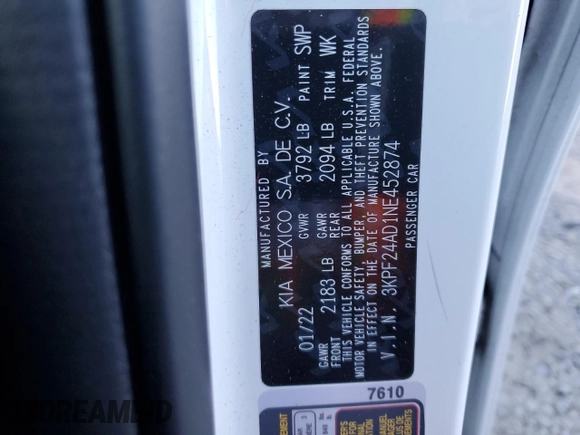 MANUFACTURED BY
KIA MEXICO S.A. DE C.V.
01/22 GVWR 3792 LB PAINT SWP
GAWR FRONT 2183 LB GAWR REAR 2094 LB TRIM WK
THIS VEHICLE CONFORMS TO ALL APPLICABLE U.S.A. FEDERAL
MOTOR VEHICLE SAFETY, BUMPER, AND THEFT PREVENTION STANDARDS
IN EFFECT ON THE DATE OF MANUFACTURE SHOWN ABOVE.
V.I.N. 3KPF24AD1NE452874
PASSENGER CAR
7610
DREAMBID